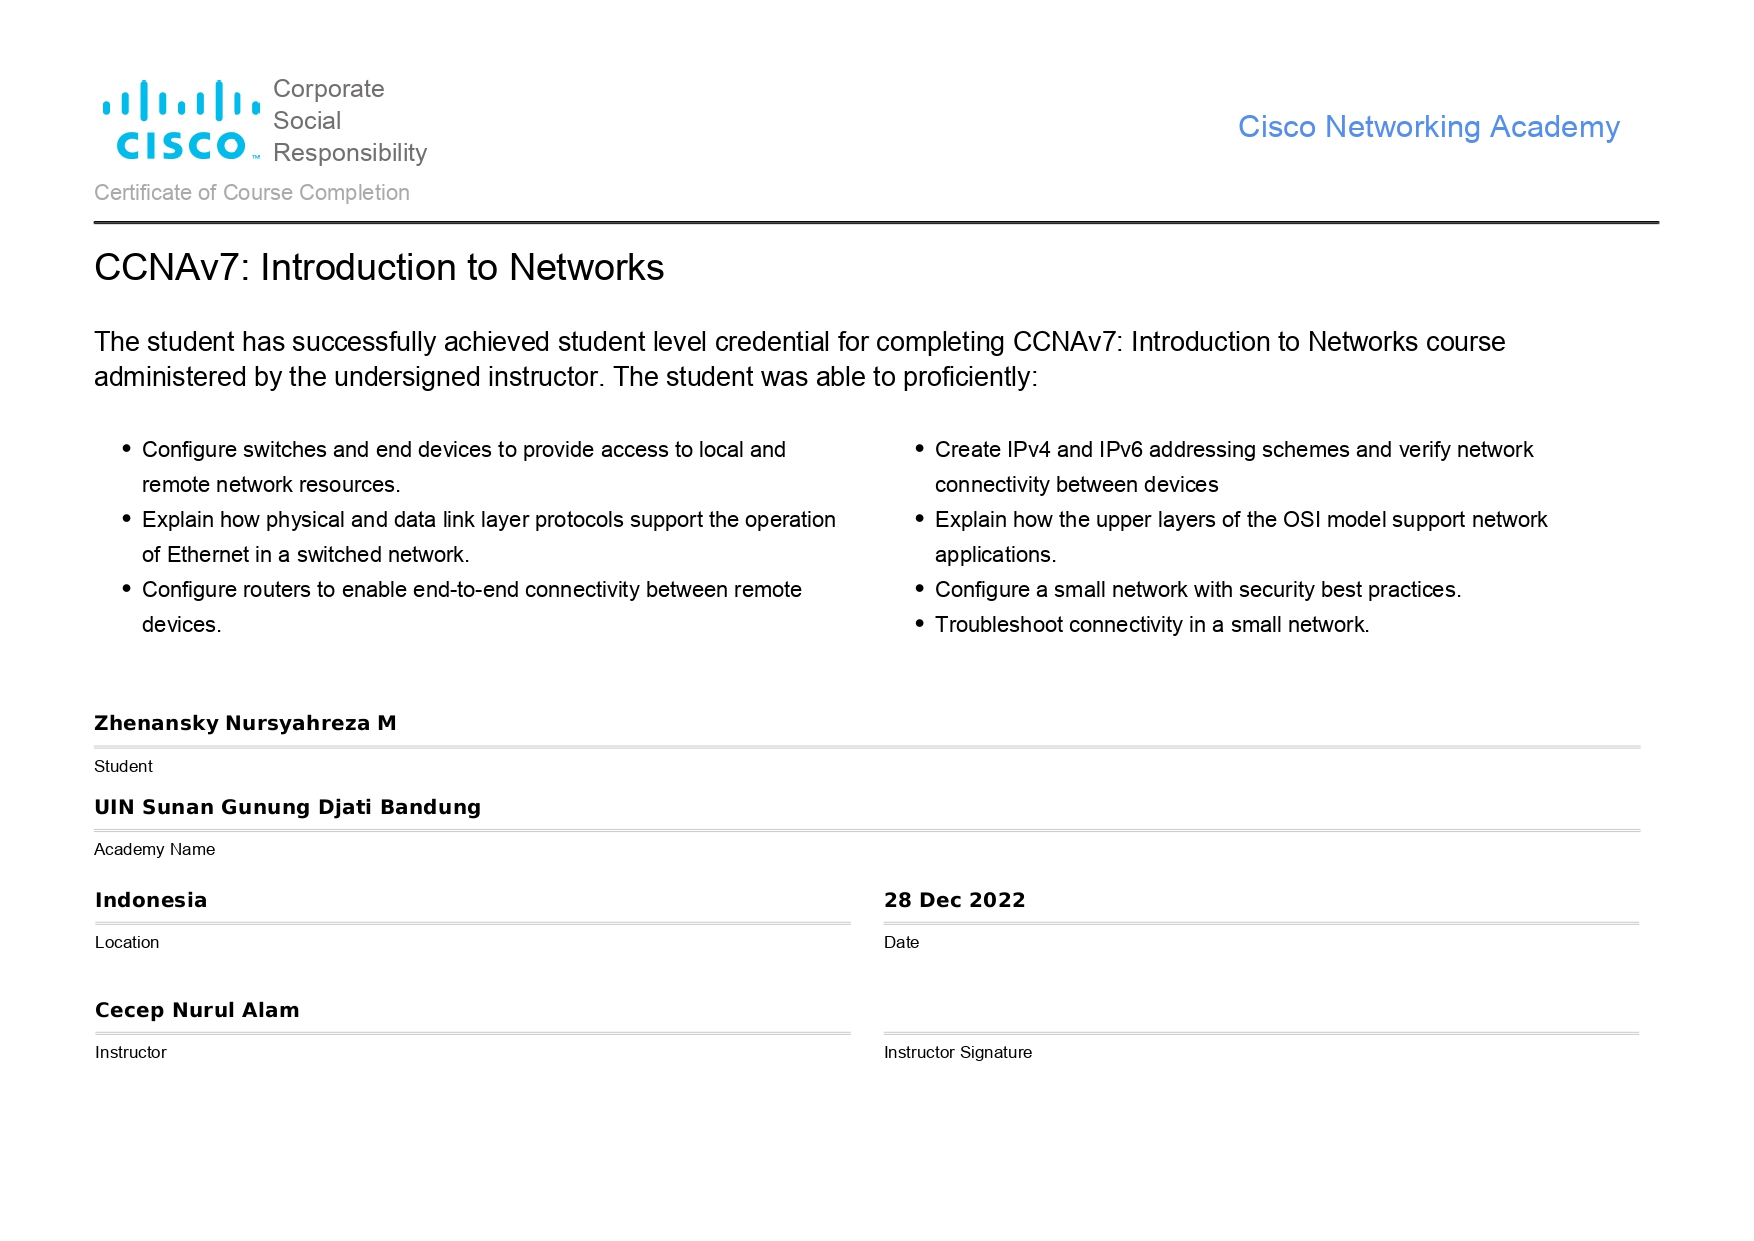 Corporate
Social
Responsibility
CISCO™
Cisco Networking Academy
Certificate of Course Completion
CCNAv7: Introduction to Networks
The student has successfully achieved student level credential for completing CCNAv7: Introduction to Networks course
administered by the undersigned instructor. The student was able to proficiently:
• Configure switches and end devices to provide access to local and
remote network resources.
• Explain how physical and data link layer protocols support the operation
of Ethernet in a switched network.
• Configure routers to enable end-to-end connectivity between remote
devices.
• Create IPv4 and IPv6 addressing schemes and verify network
connectivity between devices
• Explain how the upper layers of the OSI model support network
applications.
• Configure a small network with security best practices.
• Troubleshoot connectivity in a small network.
Zhenansky Nursyahreza M
Student
UIN Sunan Gunung Djati Bandung
Academy Name
Indonesia
Location
28 Dec 2022
Date
Cecep Nurul Alam
Instructor
Instructor Signature